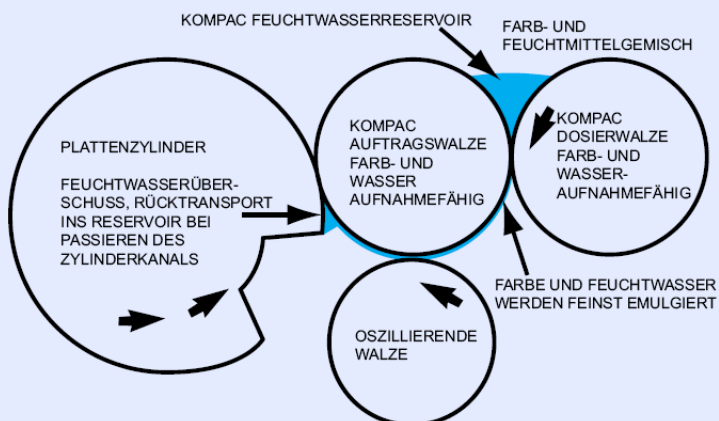 KOMPAC FEUCHTWASSERRESERVOIR
FARB- UND
FEUCHTMITTELGEMISCH
PLATTENZYLINDER
FEUCHTWASSERÜBER-
SCHUSS, RÜCKTRANSPORT
INS RESERVOIR BEI
PASSIEREN DES
ZYLINDERKANALS
KOMPAC
AUFTRAGSWALZE
FARB- UND
WASSER
AUFNAHMEFÄHIG
KOMPAC
DOSIERWALZE
FARB- UND
WASSER-
AUFNAHMEFÄHIG
FARBE UND FEUCHTWASSER
WERDEN FEINST EMULGIERT
OSZILLIERENDE
WALZE